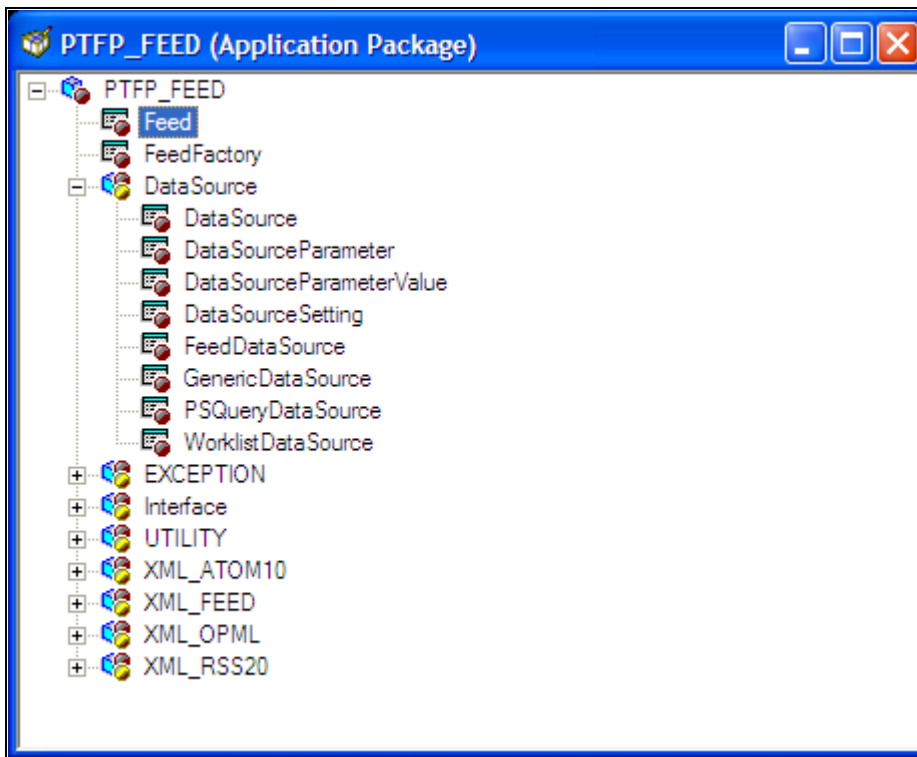 PTFP_FEED (Application Package)
PTFP_FEED
Feed
FeedFactory
DataSource
DataSource
DataSourceParameter
DataSourceParameterValue
DataSourceSetting
FeedDataSource
GenericDataSource
PSQueryDataSource
WorklistDataSource
EXCEPTION
Interface
UTILITY
XML_ATOM10
XML_FEED
XML_OPML
XML_RSS20